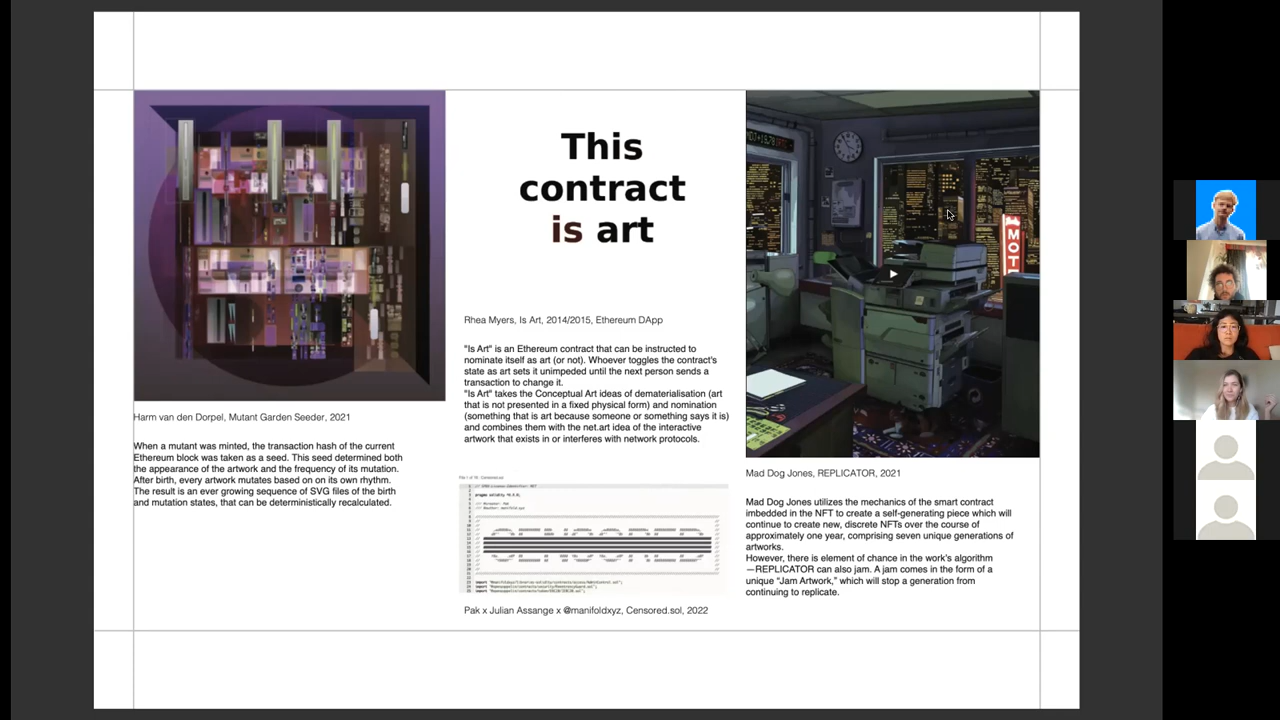 Harm van den Dorpel, Mutant Garden Seeder, 2021
When a mutant was minted, the transaction hash of the current
Ethereum block was taken as a seed. This seed determined both
the appearance of the artwork and the frequency of its mutation.
After birth, every artwork mutates based on on its own rhythm.
The result is an ever growing sequence of SVG files of the birth
and mutation states, that can be deterministically recalculated.
This
contract
is art
Rhea Myers, Is Art, 2014/2015, Ethereum DApp
"Is Art" is an Ethereum contract that can be instructed to
nominate itself as art (or not). Whoever toggles the contract's
state as art sets it unimpeded until the next person sends a
transaction to change it.
"Is Art" takes the Conceptual Art ideas of dematerialisation (art
that is not presented in a fixed physical form) and nomination
(something that is art because someone or something says it is)
and combines them with the net.art idea of the interactive
artwork that exists in or interferes with network protocols.
Pak x Julian Assange x @manifoldxyz, Censored.sol, 2022
MOT
Mad Dog Jones, REPLICATOR, 2021
Mad Dog Jones utilizes the mechanics of the smart contract
imbedded in the NFT to create a self-generating piece which will
continue to create new, discrete NFTs over the course of
approximately one year, comprising seven unique generations of
artworks.
However, there is element of chance in the work's algorithm
—REPLICATOR can also jam. A jam comes in the form of a
unique “Jam Artwork,” which will stop a generation from
continuing to replicate.